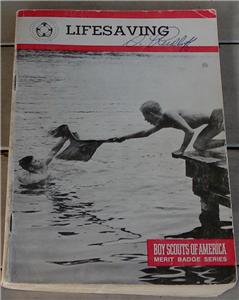 LIFESAVING
BOY SCOUTS OF AMERICA
MERIT BADGE SERIES